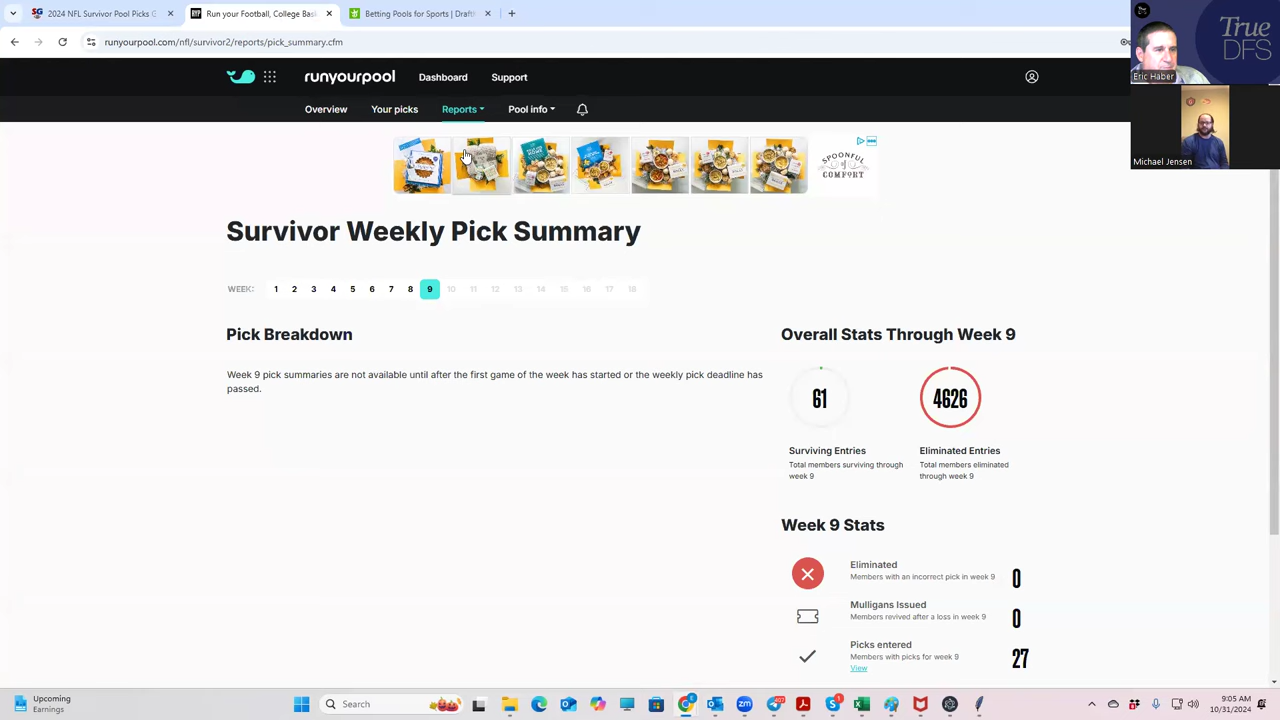 2024 NFL Survivor Pool Picks G
Run your Football, College Bas
Betting Pools for Sports | Draft
runyourpool.com/nfl/survivor2/reports/pick_summary.cfm
True
DFS
Eric Haber
Michael Jensen
runyourpool
Dashboard
Support
Overview
Your picks
Reports
Pool info
SPOONFUL
OF
COMFORT
Survivor Weekly Pick Summary
WEEK: 1 2 3 4 5 6 7 8 9 10 11 12 13 14 15 16 17 18
Pick Breakdown
Week 9 pick summaries are not available until after the first game of the week has started or the weekly pick deadline has
passed.
Overall Stats Through Week 9
61
4626
Surviving Entries
Total members surviving through
week 9
Eliminated Entries
Total members eliminated
through week 9
Week 9 Stats
Eliminated
Members with an incorrect pick in week 9
0
Mulligans Issued
Members revived after a loss in week 9
0
Picks entered
Members with picks for week 9
View
27
Upcoming
Earnings
Search
9:05 AM
10/31/2024